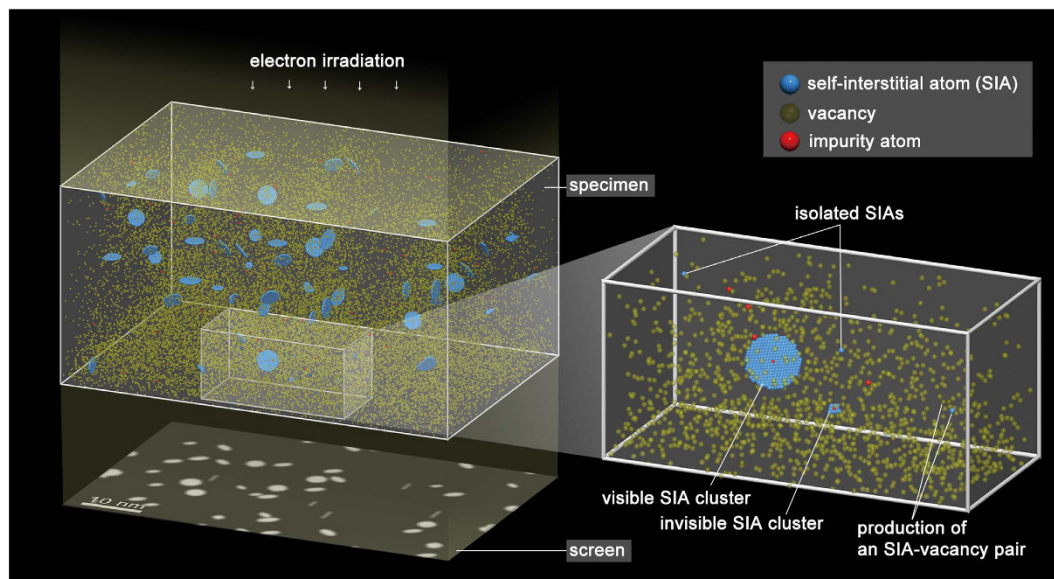 electron irradiation
self-interstitial atom (SIA)
vacancy
impurity atom
specimen
isolated SIAs
visible SIA cluster
invisible SIA cluster
production of
an SIA-vacancy pair
10 nm
screen